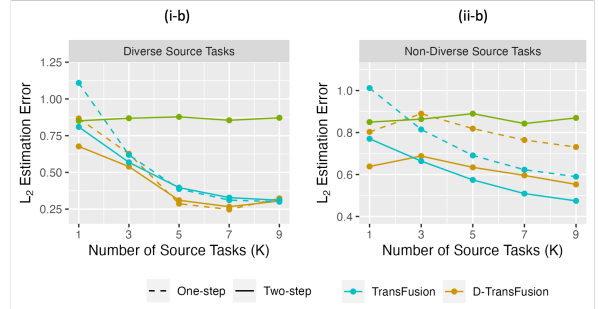 (i-b)
Diverse Source Tasks
L2 Estimation Error
1.25
1.00
0.75
0.50
0.25
1 3 5 7 9
Number of Source Tasks (K)
(ii-b)
Non-Diverse Source Tasks
L2 Estimation Error
1.0
0.8
0.6
0.4
1 3 5 7 9
Number of Source Tasks (K)
One-step Two-step TransFusion D-TransFusion